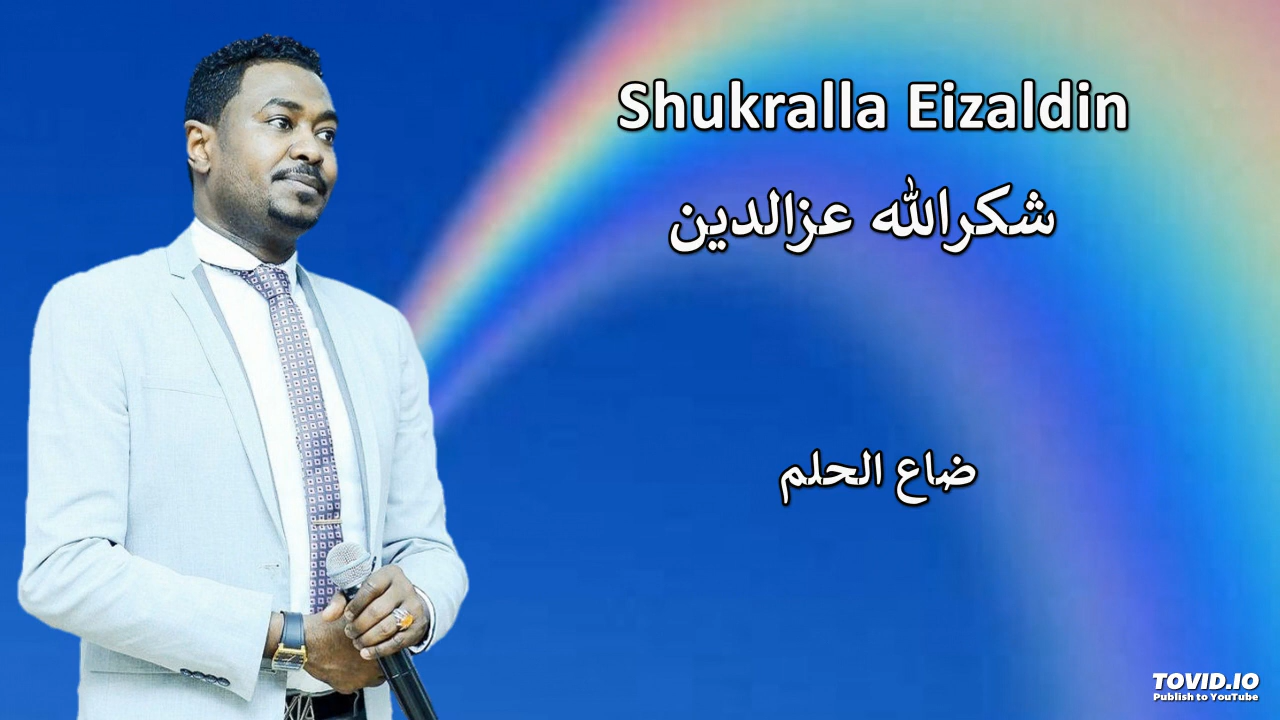 Shukralla Eizaldin
شكرالله عزالدين
ضاع الحلم
TOVID.IO
Publish to YouTube